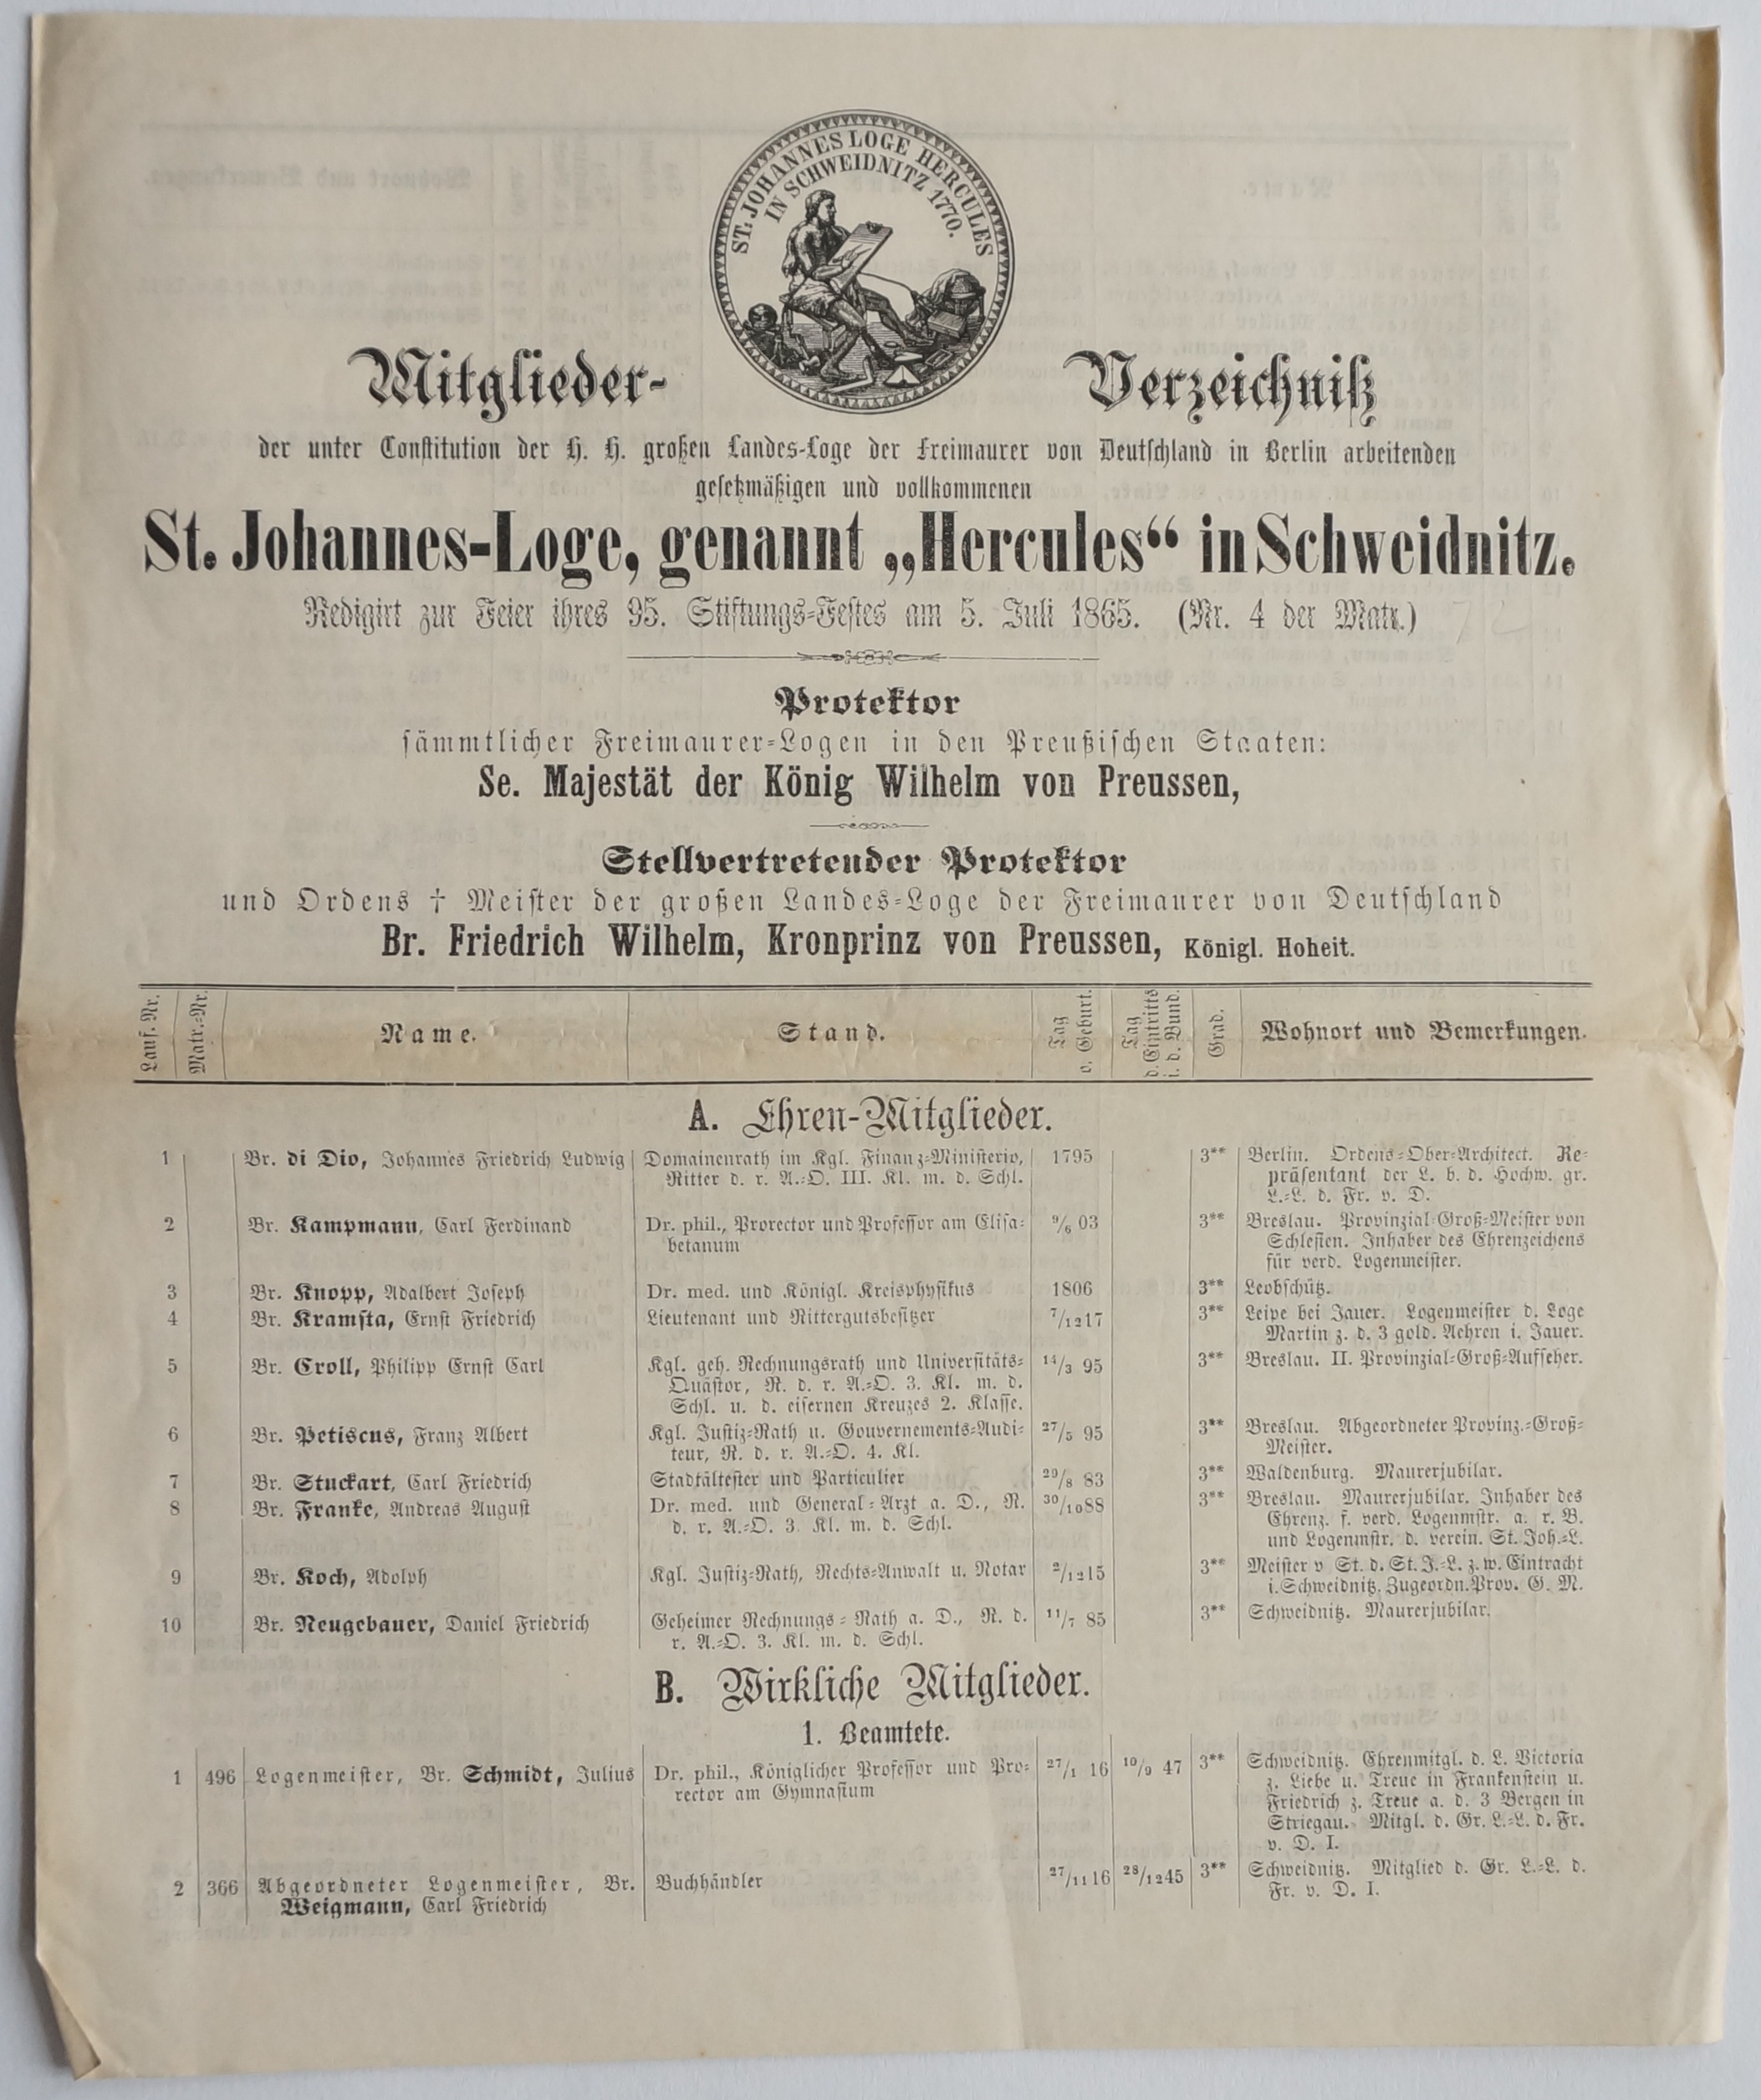 ST. JOHANNES LOGE HERCULES
IN SCHWEIDNITZ 1770.
Mitglieder- Verzeichniß
der unter Constitution der H. H. großen Landes-Loge der Freimaurer von Deutschland in Berlin arbeitenden
gesetzmäßigen und vollkommenen
St. Johannes-Loge, genannt „Hercules“ in Schweidnitz.
Redigirt zur Feier ihres 95. Stiftungs-Festes am 5. Juli 1865. (Nr. 4 der Matr.)
Protektor
sämmtlicher Freimaurer-Logen in den Preußischen Staaten:
Se. Majestät der König Wilhelm von Preussen,
Stellvertretender Protektor
und Ordens † Meister der großen Landes-Loge der Freimaurer von Deutschland
Br. Friedrich Wilhelm, Kronprinz von Preussen, Königl. Hoheit.
Lauf. Nr. Matr.-Nr. Name. Stand. Tag d. Geburt. Tag d. Eintritts i. d. Bund. Grad. Wohnort und Bemerkungen.
A. Ehren-Mitglieder.
1 Br. di Dio, Johannes Friedrich Ludwig Domainenrath im Kgl. Finanz-Ministerio, 1795 3** Berlin. Ordens-Ober-Architect. Re-
Ritter d. r. A.-O. III. Kl. m. d. Schl. präsentant der L. b. d. Hochw. gr.
L.-L. d. Fr. v. D.
2 Br. Kampmann, Carl Ferdinand Dr. phil., Prorector und Professor am Elisa- 9/6 03 3** Breslau. Provinzial-Groß-Meister von
betanum Schlesien. Inhaber des Ehrenzeichens
für verd. Logenmeister.
3 Br. Knopp, Adalbert Joseph Dr. med. und Königl. Kreisphysikus 1806 3** Leobschütz.
4 Br. Kramsta, Ernst Friedrich Lieutenant und Rittergutsbesitzer 7/12 17 3** Leipe bei Jauer. Logenmeister d. Loge
Martin z. d. 3 gold. Aehren i. Jauer.
5 Br. Croll, Philipp Ernst Carl Kgl. geh. Rechnungsrath und Universitäts- 14/3 95 3** Breslau. II. Provinzial-Groß-Aufseher.
Quästor, R. d. r. A.-O. 3. Kl. m. d.
Schl. u. d. eisernen Kreuzes 2. Klasse.
6 Br. Petiscus, Franz Albert Kgl. Justiz-Rath u. Gouvernements-Audi- 27/5 95 3** Breslau. Abgeordneter Provinz.-Groß-
teur, R. d. r. A.-O. 4. Kl. Meister.
7 Br. Stuckart, Carl Friedrich Stadtältester und Particulier 29/8 83 3** Waldenburg. Maurerjubilar.
8 Br. Franke, Andreas August Dr. med. und General-Arzt a. D., R. 30/10 88 3** Breslau. Maurerjubilar. Inhaber des
d. r. A.-O. 3. Kl. m. d. Schl. Ehrenz. f. verd. Logenmstr. a. r. B.
und Logenmstr. d. verein. St. Joh.-L.
9 Br. Koch, Adolph Kgl. Justiz-Rath, Rechts-Anwalt u. Notar 2/12 15 3** Meister v St. d. St. J.-L. z. w. Eintracht
i. Schweidnitz. Zugeordn. Prov. G. M.
10 Br. Neugebauer, Daniel Friedrich Geheimer Rechnungs-Rath a. D., R. d. 11/7 85 3** Schweidnitz. Maurerjubilar.
r. A.-O. 3. Kl. m. d. Schl.
B. Wirkliche Mitglieder.
1. Beamtete.
1 496 Logenmeister, Br. Schmidt, Julius Dr. phil., Königlicher Professor und Pro- 27/1 16 10/9 47 3** Schweidnitz. Ehrenmitgl. d. L. Victoria
rector am Gymnasium z. Liebe u. Treue in Frankenstein u.
Friedrich z. Treue a. d. 3 Bergen in
Striegau. Mitgl. d. Gr. L.-L. d. Fr.
v. D. I.
2 366 Abgeordneter Logenmeister, Br. Buchhändler 27/11 16 28/12 45 3** Schweidnitz. Mitglied d. Gr. L.-L. d.
Weigmann, Carl Friedrich Fr. v. D. I.